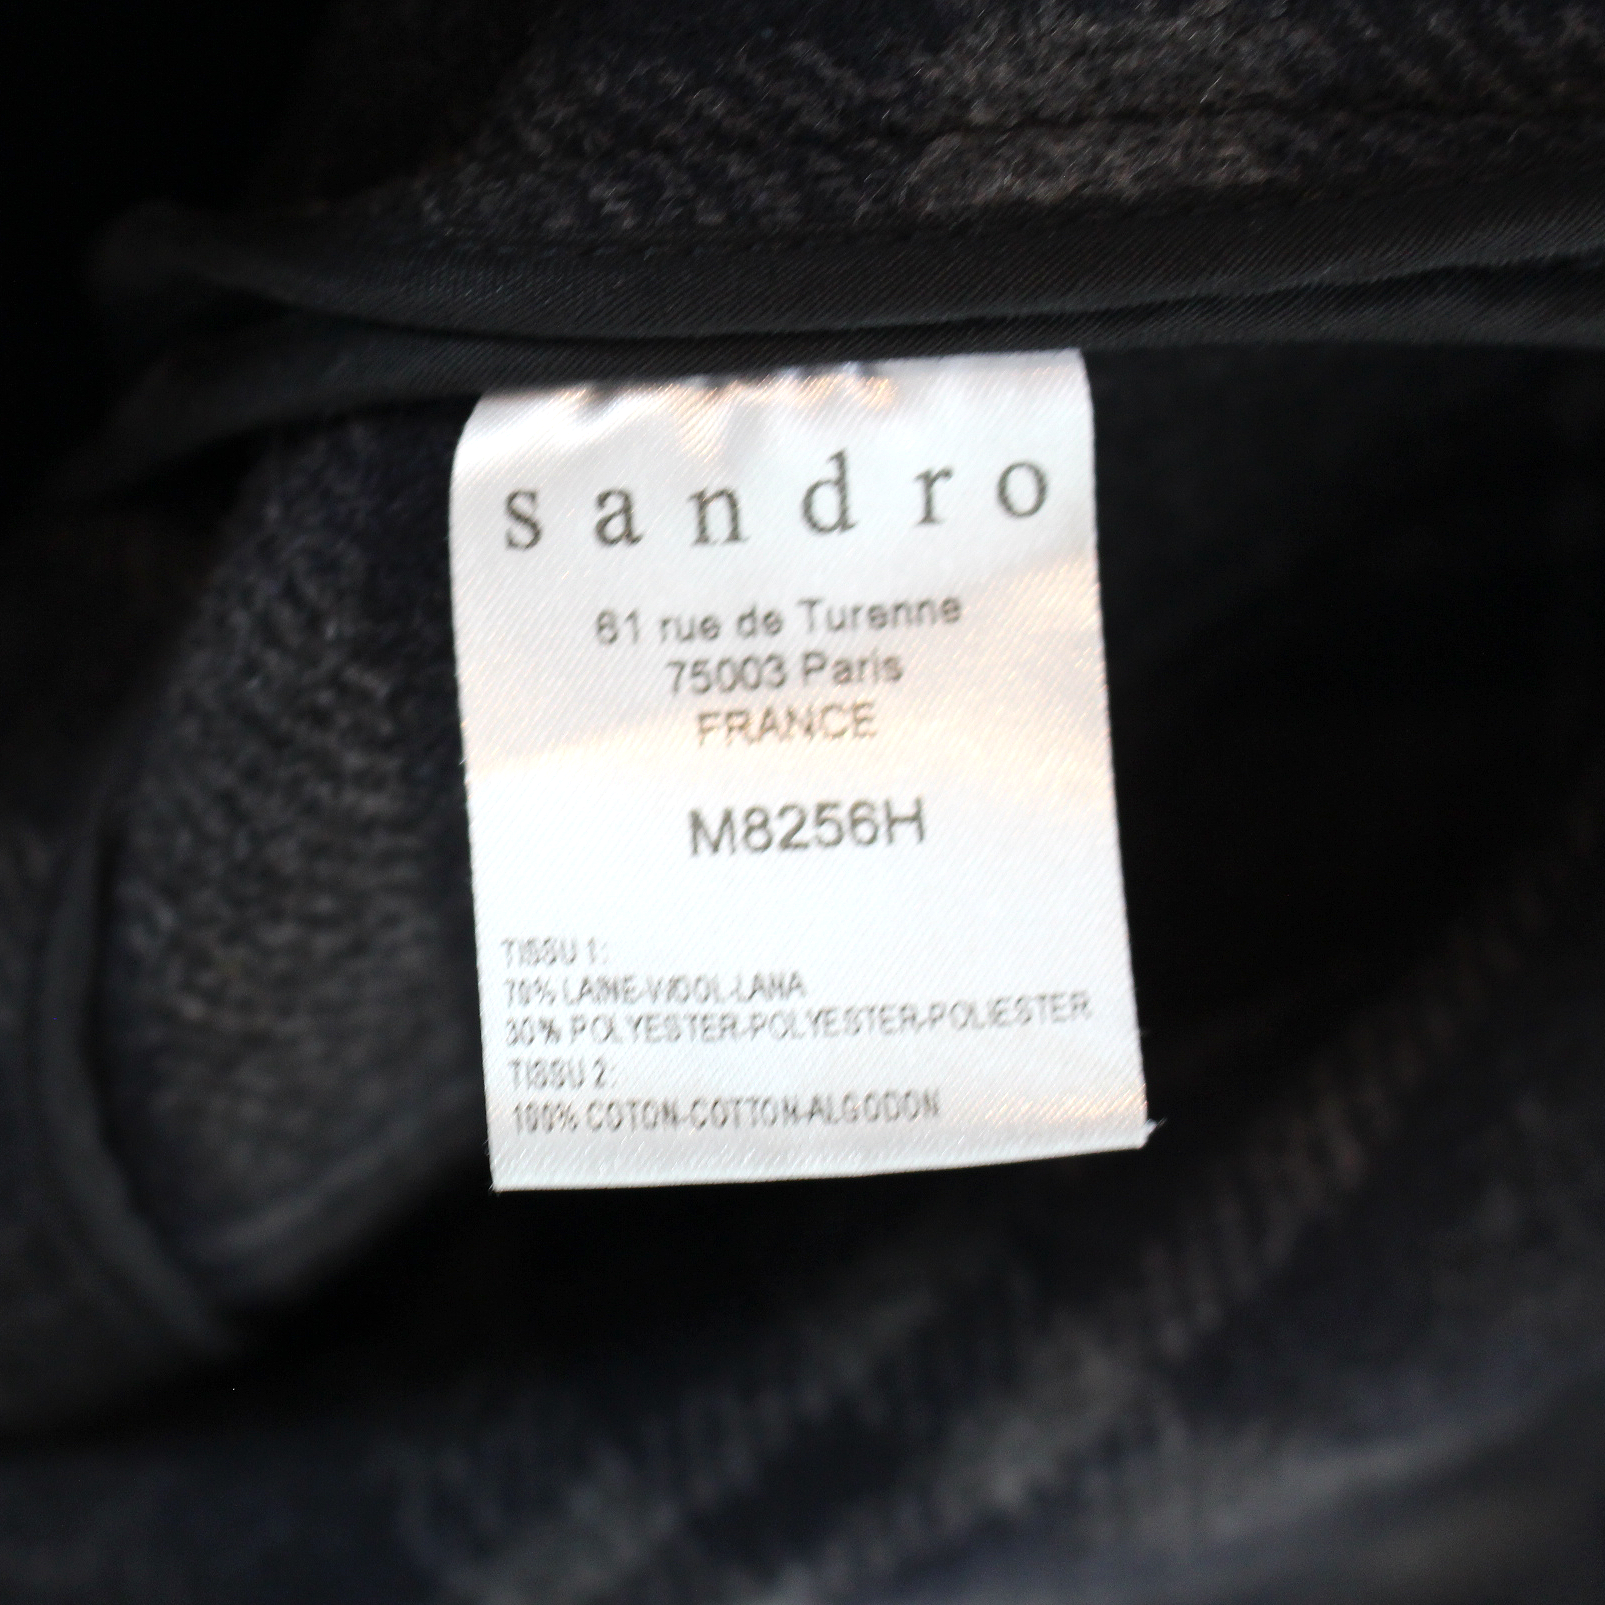 sandro
61 rue de Turenne
75003 Paris
FRANCE
M8256H
TISSU 1:
70% LAINE-WOOL-LANA
30% POLYESTER-POLYESTER-POLIESTER
TISSU 2:
100% COTON-COTTON-ALGODON